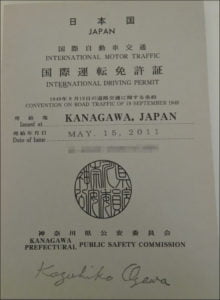 日本国
JAPAN
国際自動車交通
INTERNATIONAL MOTOR TRAFFIC
国際運転免許証
INTERNATIONAL DRIVING PERMIT
1949年9月19日の道路交通に関する条約
CONVENTION ON ROAD TRAFFIC OF 19 SEPTEMBER 1949
発給地
Issued at KANAGAWA, JAPAN
発給年月日
Date of Issue MAY. 15, 2011
神奈川県公安委員会
KANAGAWA PREFECTURAL PUBLIC SAFETY COMMISSION
Kazuhiko Ozawa